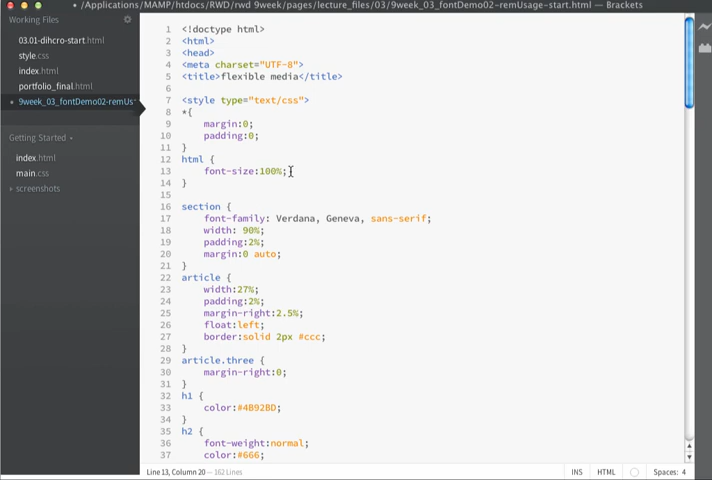 • /Applications/MAMP/htdocs/RWD/rwd 9week/pages/lecture_files/03/9week_03_fontDemo02-remUsage-start.html — Brackets
Working Files
03.01-dihcro-start.html
style.css
index.html
portfolio_final.html
• 9week_03_fontDemo02-remUs
Getting Started
index.html
main.css
screenshots
1 <!doctype html>
2 <html>
3 <head>
4 <meta charset="UTF-8">
5 <title>flexible media</title>
6
7 <style type="text/css">
8 *{
9 margin:0;
10 padding:0;
11 }
12 html {
13 font-size:100%;
14 }
15
16 section {
17 font-family: Verdana, Geneva, sans-serif;
18 width: 90%;
19 padding:2%;
20 margin:0 auto;
21 }
22 article {
23 width:27%;
24 padding:2%;
25 margin-right:2.5%;
26 float:left;
27 border:solid 2px #ccc;
28 }
29 article.three {
30 margin-right:0;
31 }
32 h1 {
33 color:#4B92BD;
34 }
35 h2 {
36 font-weight:normal;
37 color:#666;
Line 13, Column 20 — 162 Lines
INS HTML Spaces: 4